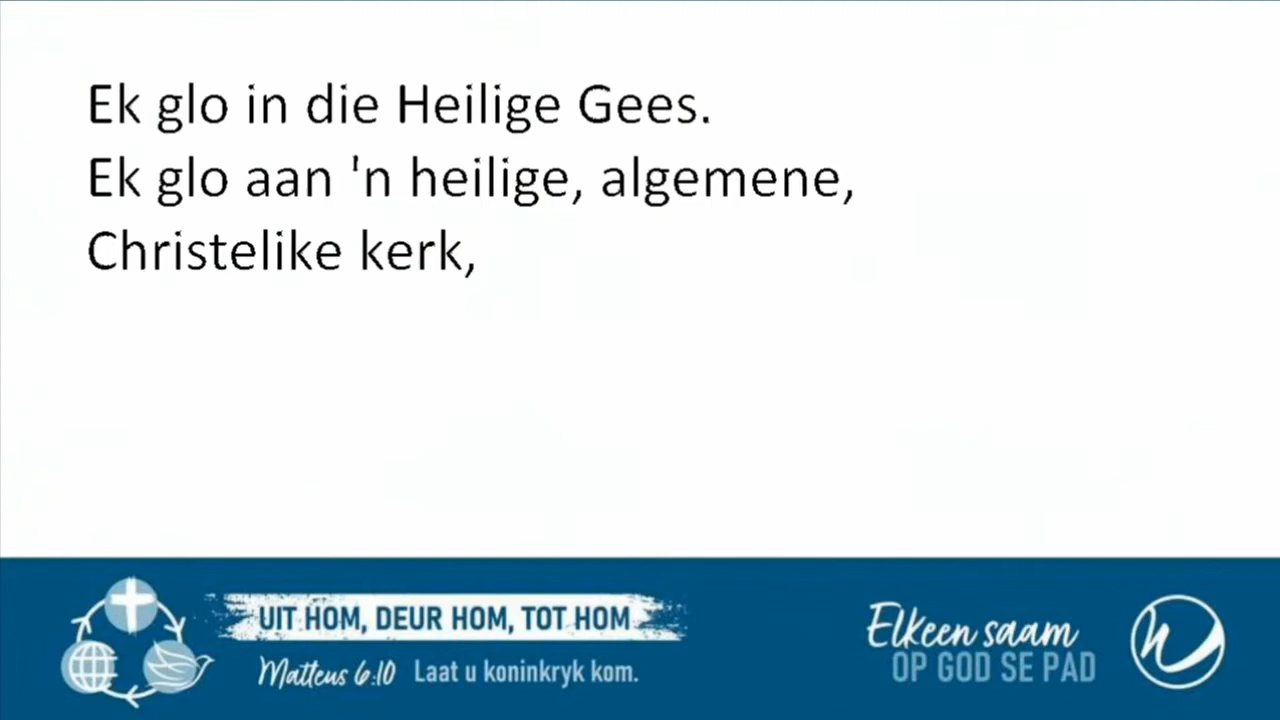 Ek glo in die Heilige Gees.
Ek glo aan 'n heilige, algemene,
Christelike kerk,
UIT HOM, DEUR HOM, TOT HOM
Matteus 6:10 Laat u koninkryk kom.
Elkeen saam
OP GOD SE PAD